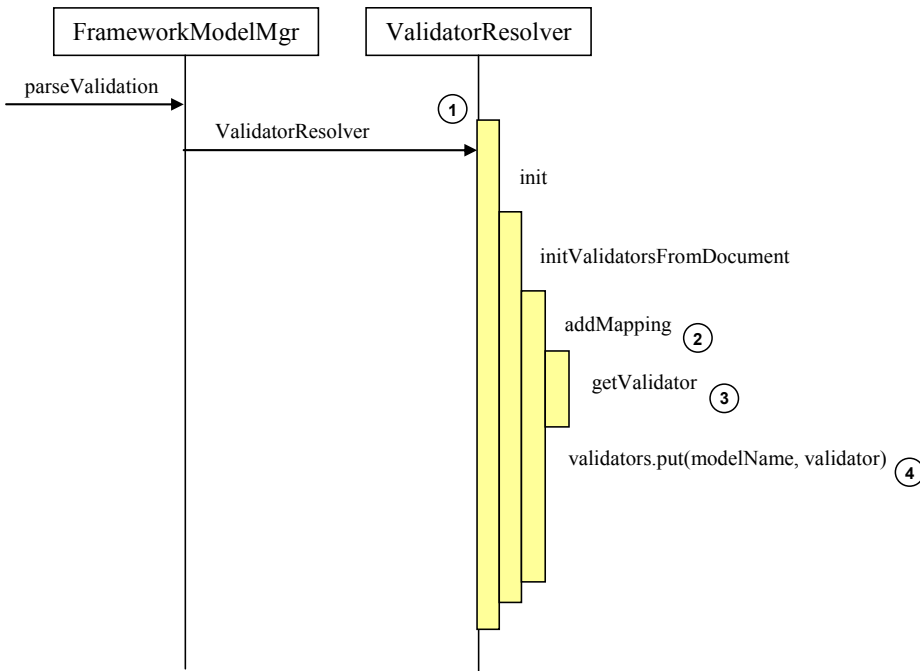 FrameworkModelMgr
ValidatorResolver
parseValidation
1
ValidatorResolver
init
initValidatorsFromDocument
addMapping
2
getValidator
3
validators.put(modelName, validator)
4